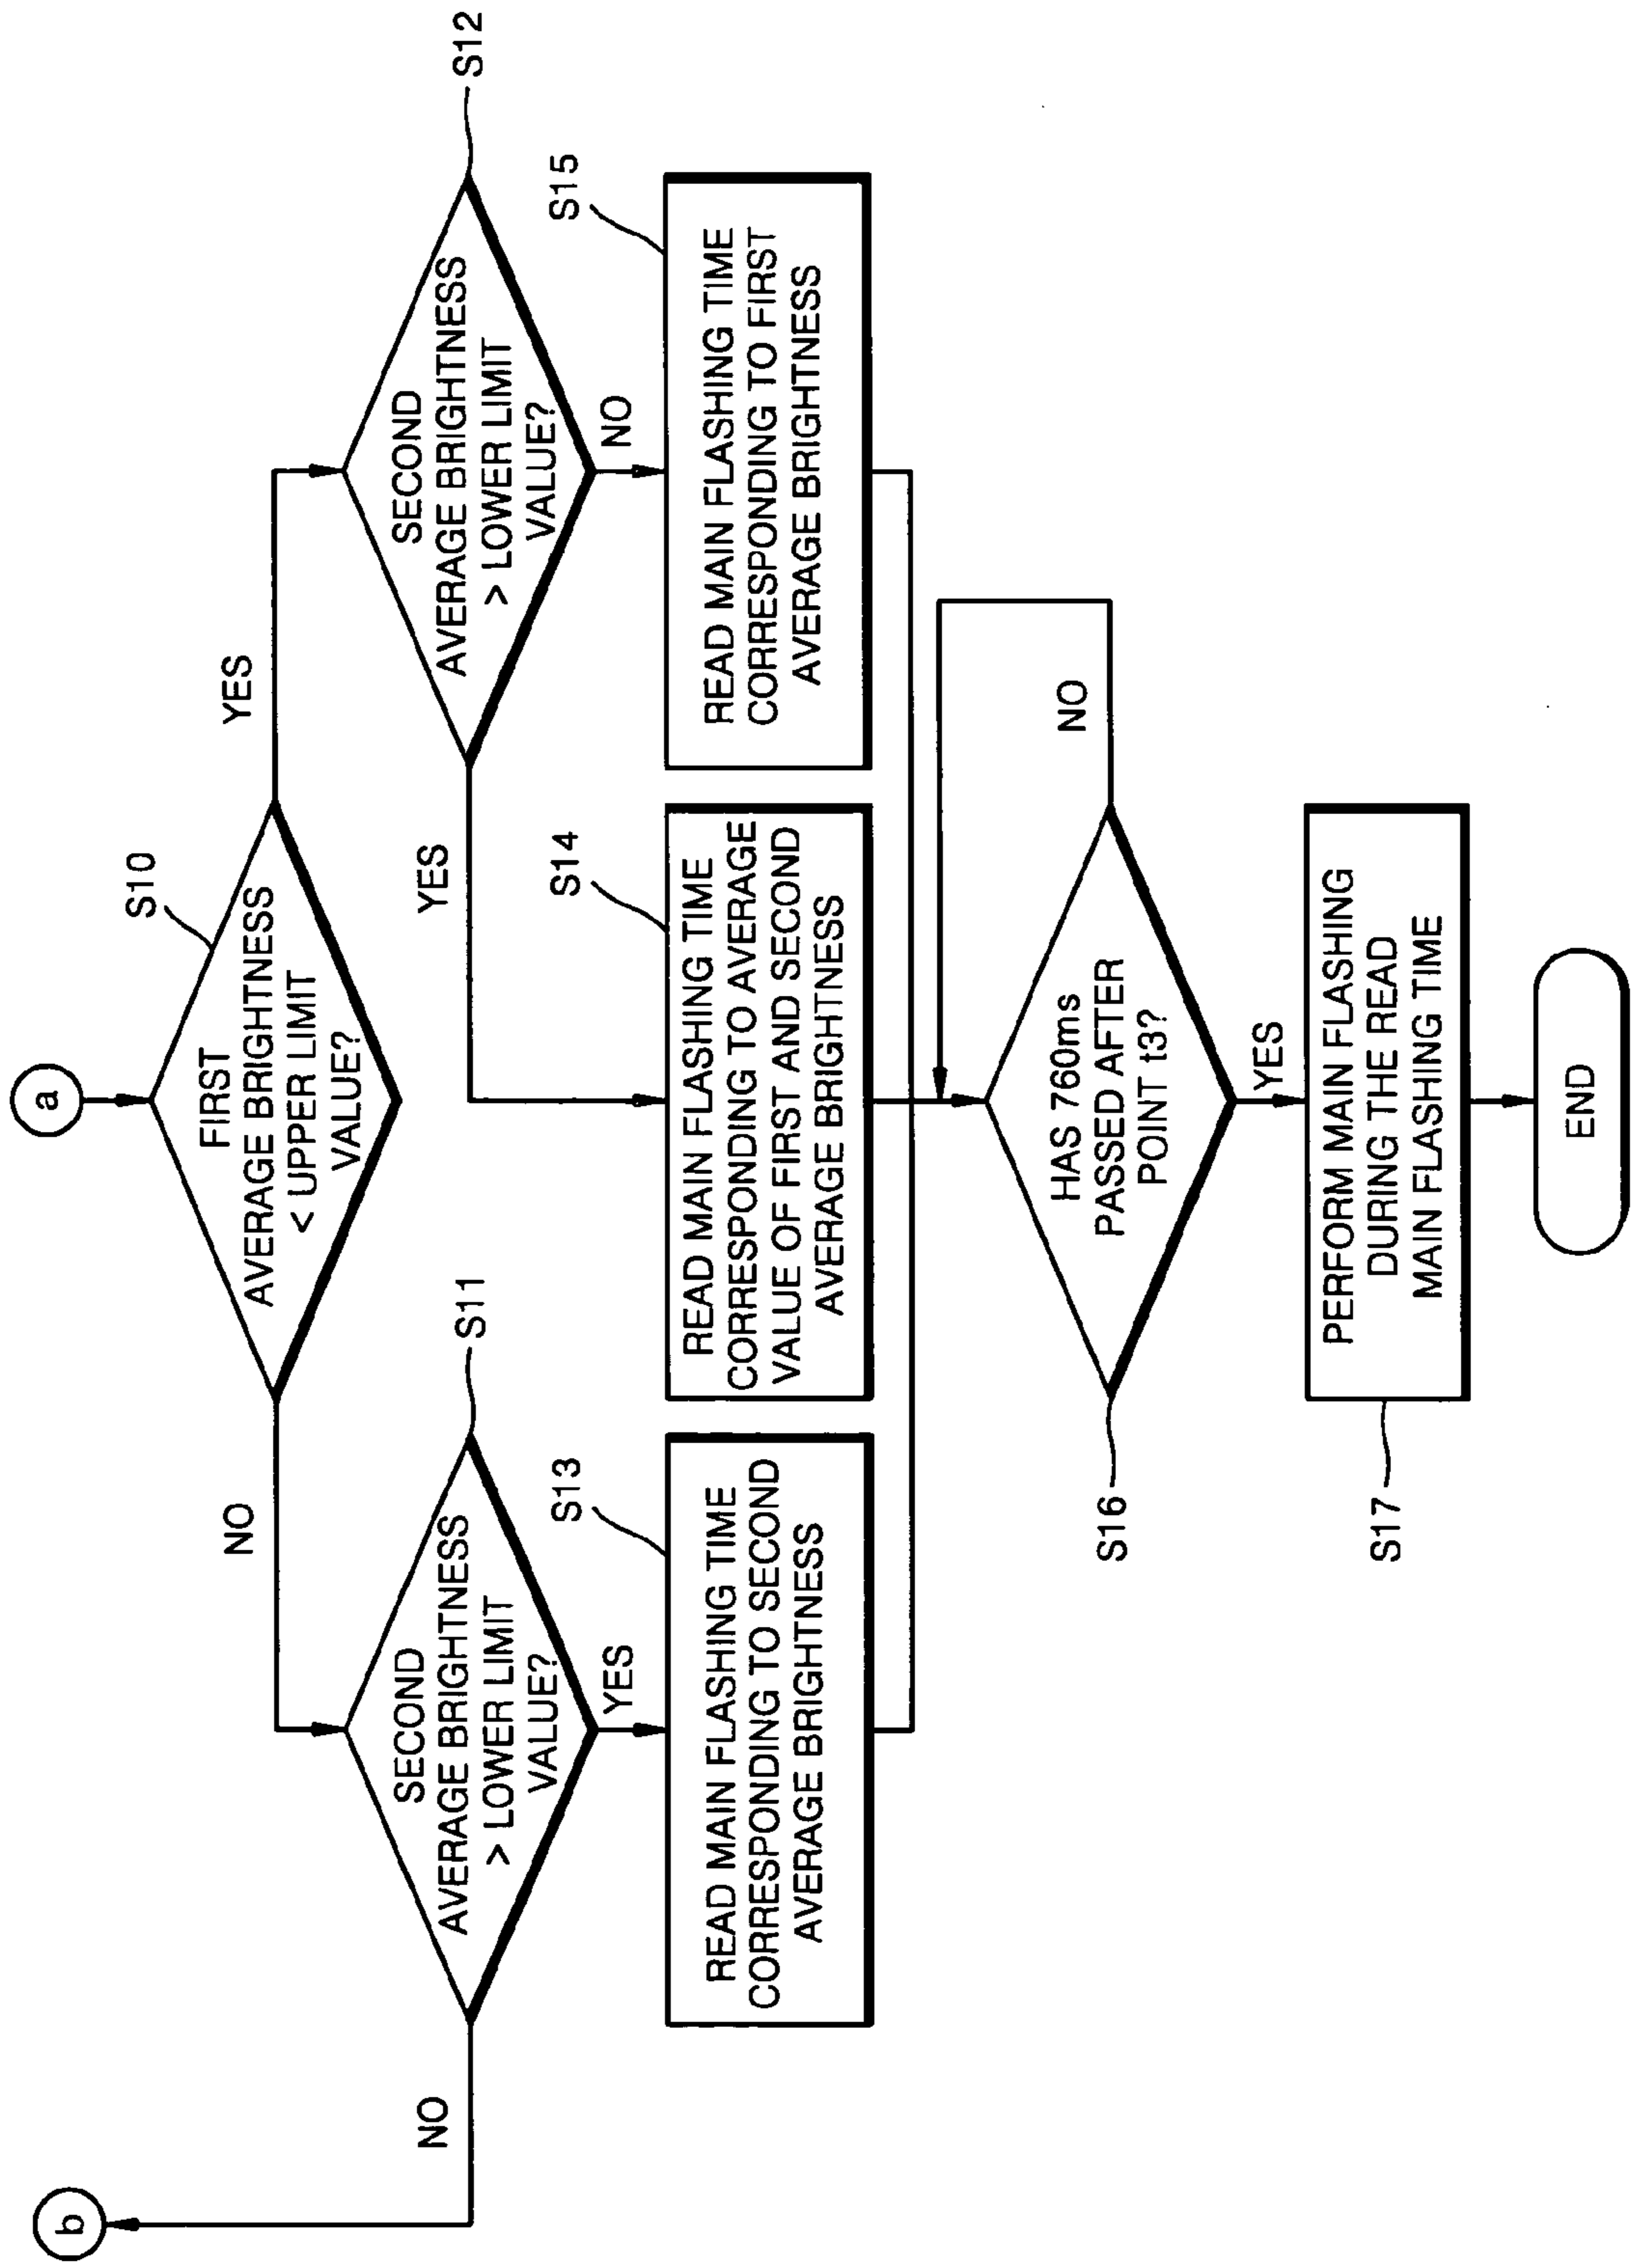 a
S10
FIRST
AVERAGE BRIGHTNESS
< UPPER LIMIT
VALUE?
NO
YES
b
NO
SECOND
AVERAGE BRIGHTNESS
> LOWER LIMIT
VALUE?
S11
YES
YES
SECOND
AVERAGE BRIGHTNESS
> LOWER LIMIT
VALUE?
S12
NO
S13
READ MAIN FLASHING TIME
CORRESPONDING TO SECOND
AVERAGE BRIGHTNESS
S14
READ MAIN FLASHING TIME
CORRESPONDING TO AVERAGE
VALUE OF FIRST AND SECOND
AVERAGE BRIGHTNESS
S15
READ MAIN FLASHING TIME
CORRESPONDING TO FIRST
AVERAGE BRIGHTNESS
S16
HAS 760ms
PASSED AFTER
POINT t3?
NO
YES
S17
PERFORM MAIN FLASHING
DURING THE READ
MAIN FLASHING TIME
END